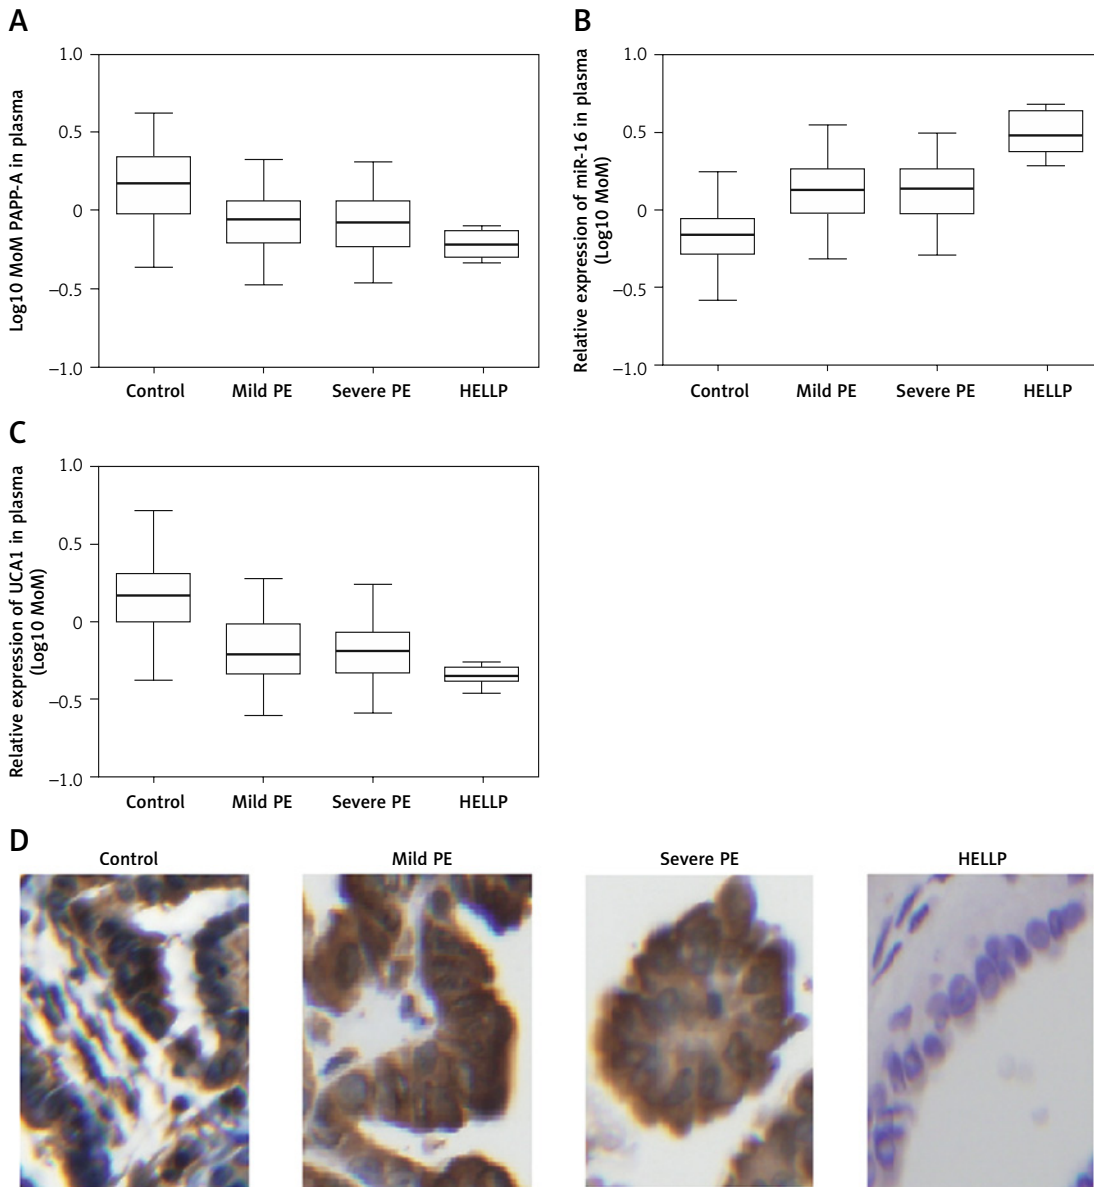 A
Log10 MoM PAPP-A in plasma
1.0
0.5
0
–0.5
–1.0
Control Mild PE Severe PE HELLP
B
Relative expression of miR-16 in plasma
(Log10 MoM)
1.0
0.5
0
–0.5
–1.0
Control Mild PE Severe PE HELLP
C
Relative expression of UCA1 in plasma
(Log10 MoM)
1.0
0.5
0
–0.5
–1.0
Control Mild PE Severe PE HELLP
D
Control Mild PE Severe PE HELLP